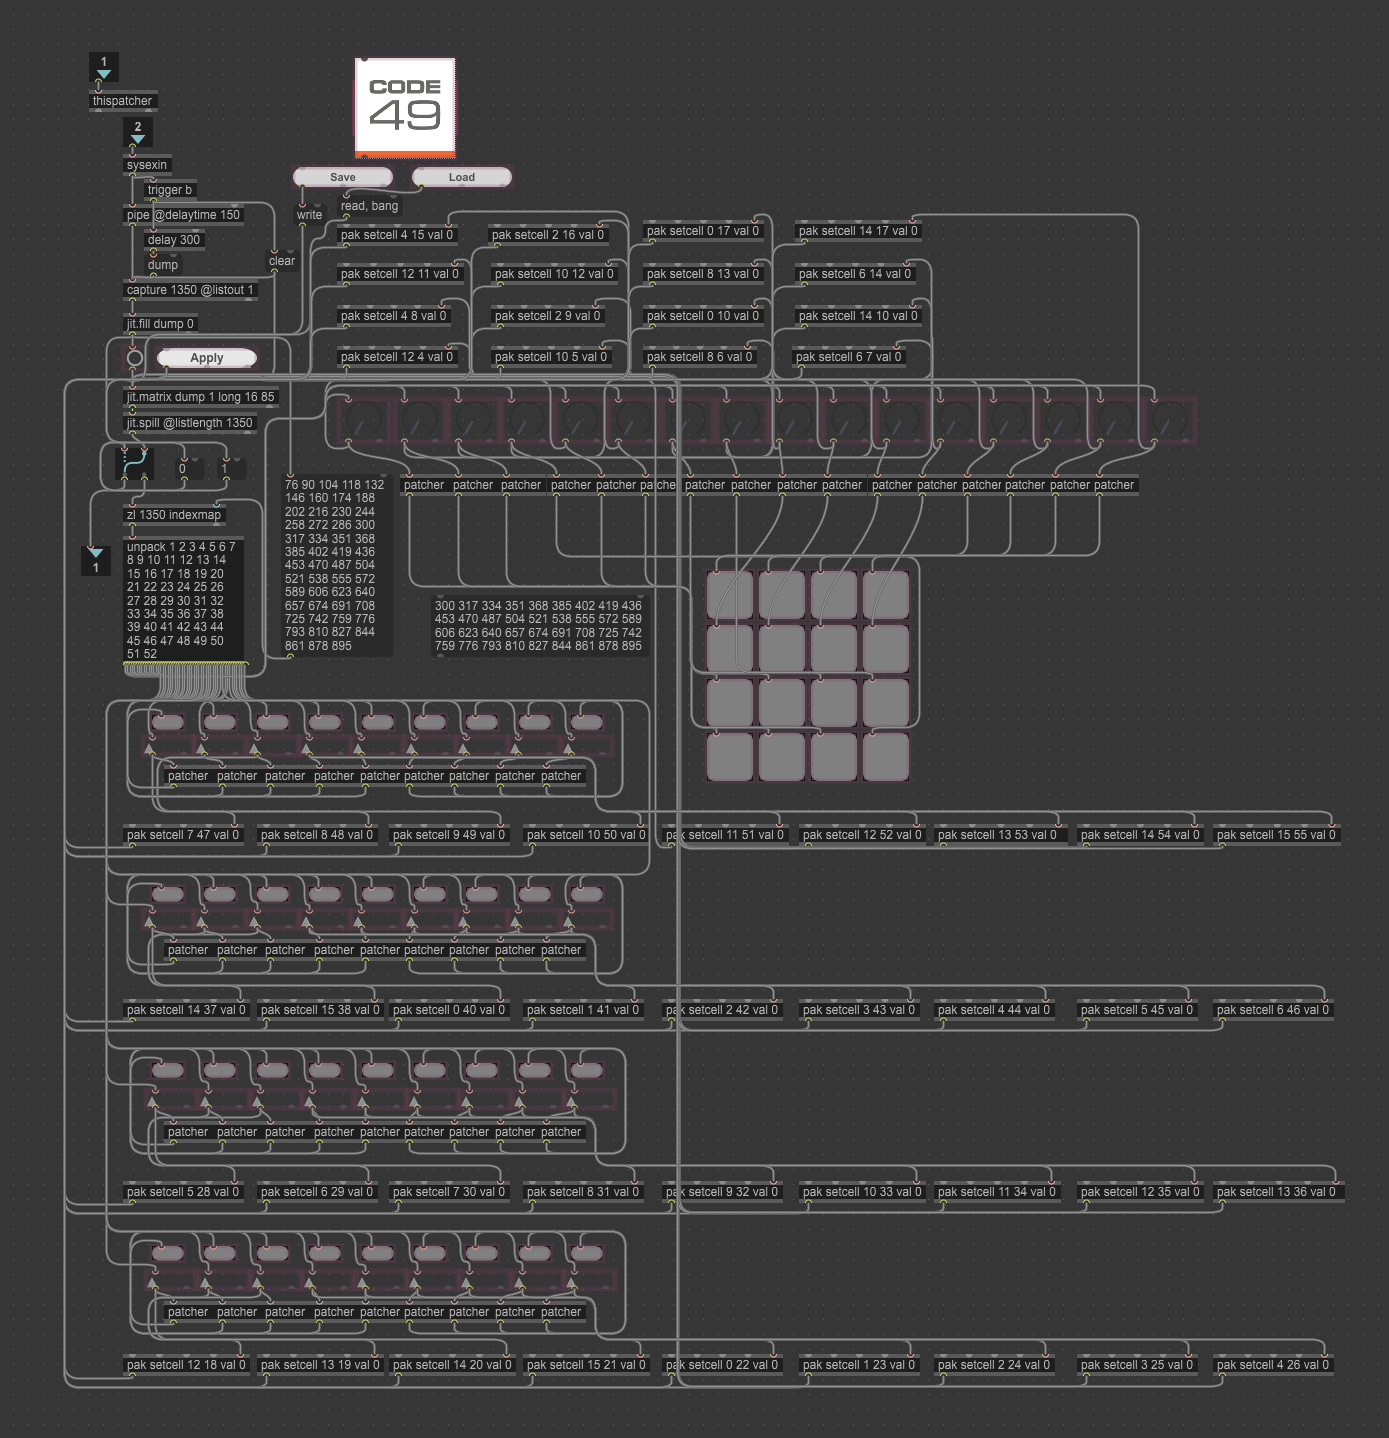 1
thispatcher
CODE
49
2
sysexin
Save
Load
trigger b
read, bang
pipe @delaytime 150
write
pak setcell 4 15 val 0
pak setcell 2 16 val 0
pak setcell 0 17 val 0
pak setcell 14 17 val 0
delay 300
dump
clear
pak setcell 12 11 val 0
pak setcell 10 12 val 0
pak setcell 8 13 val 0
pak setcell 6 14 val 0
capture 1350 @listout 1
jit.fill dump 0
pak setcell 4 8 val 0
pak setcell 2 9 val 0
pak setcell 0 10 val 0
pak setcell 14 10 val 0
Apply
pak setcell 12 4 val 0
pak setcell 10 5 val 0
pak setcell 8 6 val 0
pak setcell 6 7 val 0
jit.matrix dump 1 long 16 85
jit.spill @listlength 1350
0
1
patcher patcher patcher patcher patcher patche patcher patcher patcher patcher patcher patcher patcher patcher patcher patcher
76 90 104 118 132
146 160 174 188
202 216 230 244
258 272 286 300
317 334 351 368
385 402 419 436
453 470 487 504
521 538 555 572
589 606 623 640
657 674 691 708
725 742 759 776
793 810 827 844
861 878 895
zl 1350 indexmap
unpack 1 2 3 4 5 6 7
8 9 10 11 12 13 14
15 16 17 18 19 20
21 22 23 24 25 26
27 28 29 30 31 32
33 34 35 36 37 38
39 40 41 42 43 44
45 46 47 48 49 50
51 52
1
300 317 334 351 368 385 402 419 436
453 470 487 504 521 538 555 572 589
606 623 640 657 674 691 708 725 742
759 776 793 810 827 844 861 878 895
patcher patcher patcher patcher patcher patcher patcher patcher patcher
pak setcell 7 47 val 0
pak setcell 8 48 val 0
pak setcell 9 49 val 0
pak setcell 10 50 val 0
pak setcell 11 51 val 0
pak setcell 12 52 val 0
pak setcell 13 53 val 0
pak setcell 14 54 val 0
pak setcell 15 55 val 0
patcher patcher patcher patcher patcher patcher patcher patcher patcher
pak setcell 14 37 val 0
pak setcell 15 38 val 0
pak setcell 0 40 val 0
pak setcell 1 41 val 0
pak setcell 2 42 val 0
pak setcell 3 43 val 0
pak setcell 4 44 val 0
pak setcell 5 45 val 0
pak setcell 6 46 val 0
patcher patcher patcher patcher patcher patcher patcher patcher patcher
pak setcell 5 28 val 0
pak setcell 6 29 val 0
pak setcell 7 30 val 0
pak setcell 8 31 val 0
pak setcell 9 32 val 0
pak setcell 10 33 val 0
pak setcell 11 34 val 0
pak setcell 12 35 val 0
pak setcell 13 36 val 0
patcher patcher patcher patcher patcher patcher patcher patcher patcher
pak setcell 12 18 val 0
pak setcell 13 19 val 0
pak setcell 14 20 val 0
pak setcell 15 21 val 0
pak setcell 0 22 val 0
pak setcell 1 23 val 0
pak setcell 2 24 val 0
pak setcell 3 25 val 0
pak setcell 4 26 val 0